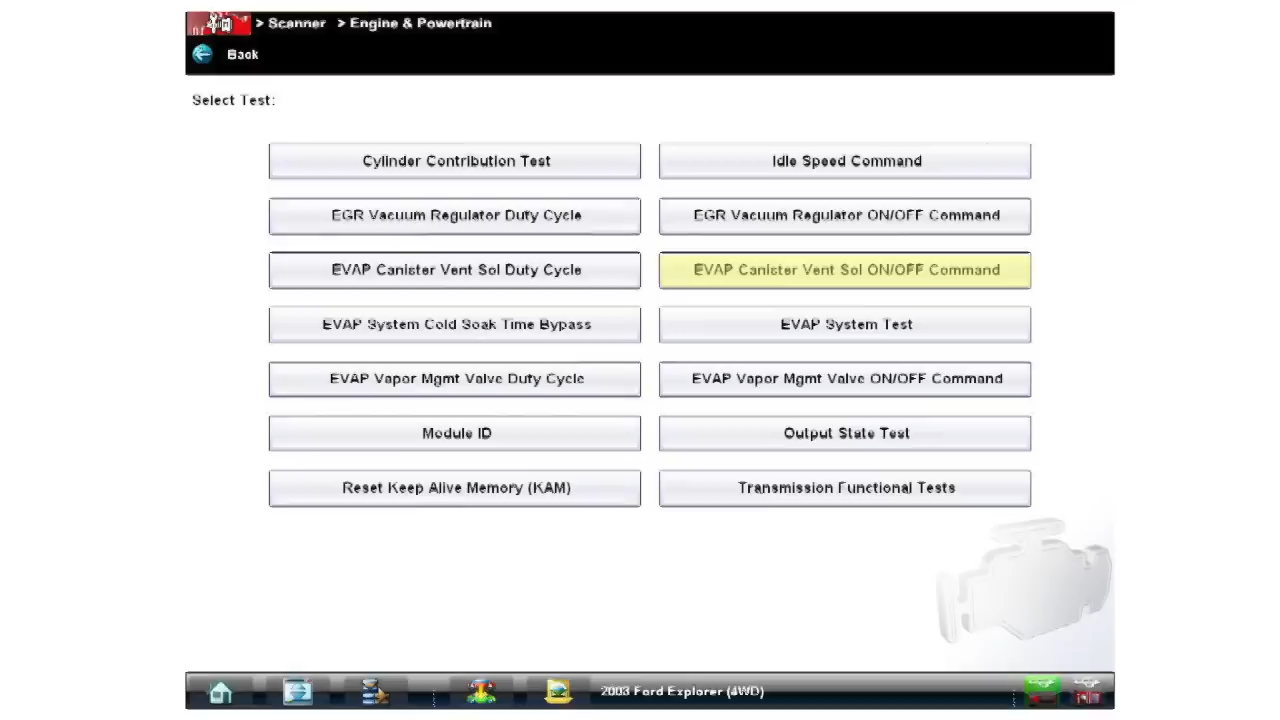 > Scanner > Engine & Powertrain
Back
Select Test:
Cylinder Contribution Test
Idle Speed Command
EGR Vacuum Regulator Duty Cycle
EGR Vacuum Regulator ON/OFF Command
EVAP Canister Vent Sol Duty Cycle
EVAP Canister Vent Sol ON/OFF Command
EVAP System Cold Soak Time Bypass
EVAP System Test
EVAP Vapor Mgmt Valve Duty Cycle
EVAP Vapor Mgmt Valve ON/OFF Command
Module ID
Output State Test
Reset Keep Alive Memory (KAM)
Transmission Functional Tests
2003 Ford Explorer (4WD)